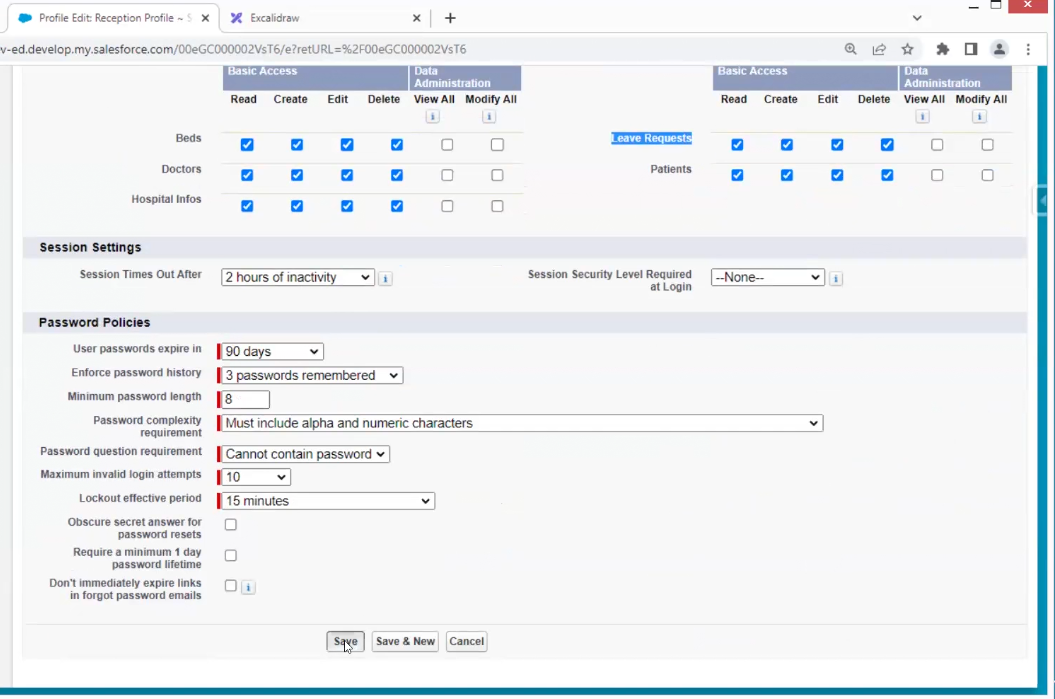 Profile Edit: Reception Profile ~ S
Excalidraw
v-ed.develop.my.salesforce.com/00eGC000002VsT6/e?retURL=%2F00eGC000002VsT6
Basic Access Data Administration Basic Access Data Administration
Read Create Edit Delete View All Modify All Read Create Edit Delete View All Modify All
i i i i
Beds Leave Requests
Doctors Patients
Hospital Infos
Session Settings
Session Times Out After 2 hours of inactivity i Session Security Level Required at Login --None-- i
Password Policies
User passwords expire in 90 days
Enforce password history 3 passwords remembered
Minimum password length 8
Password complexity requirement Must include alpha and numeric characters
Password question requirement Cannot contain password
Maximum invalid login attempts 10
Lockout effective period 15 minutes
Obscure secret answer for
password resets
Require a minimum 1 day
password lifetime
Don't immediately expire links
in forgot password emails i
Save Save & New Cancel